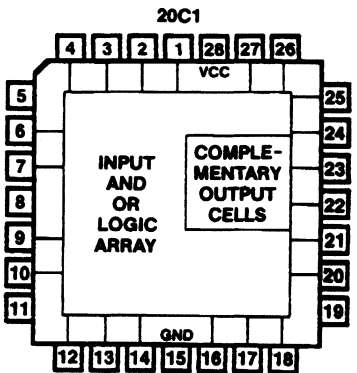 20C1
4 3 2 1 28 27 26
VCC
5 25
6 24
7 23
8 22
9 21
10 20
11 19
INPUT
AND
OR
LOGIC
ARRAY
COMPLE-
MENTARY
OUTPUT
CELLS
GND
12 13 14 15 16 17 18